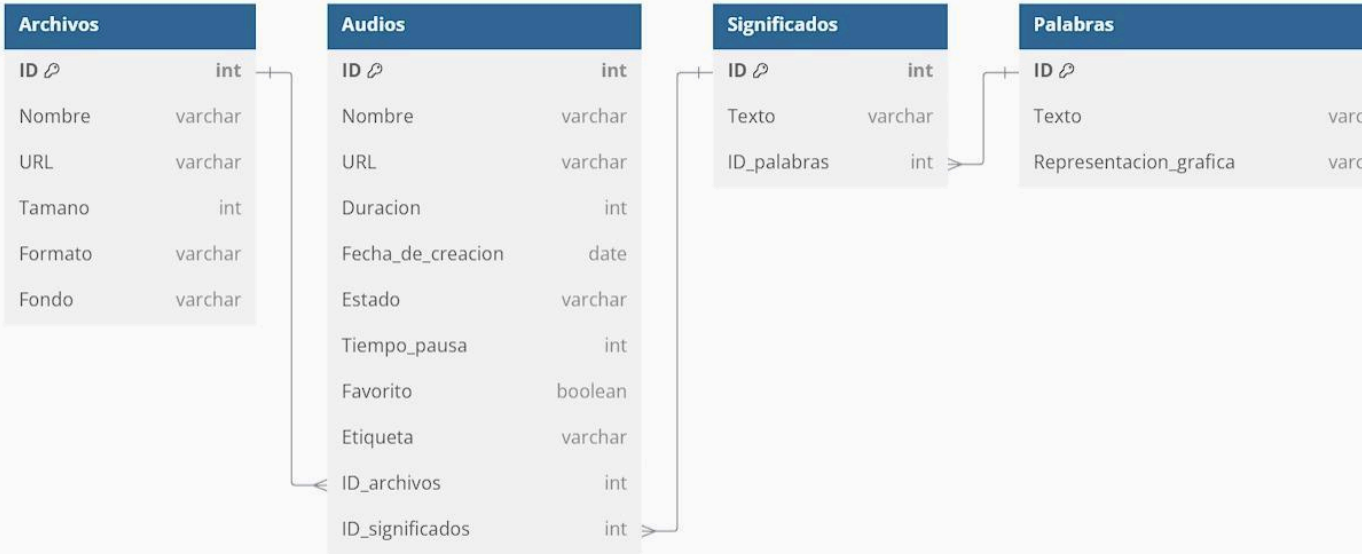 Archivos
ID int
Nombre varchar
URL varchar
Tamano int
Formato varchar
Fondo varchar
Audios
ID int
Nombre varchar
URL varchar
Duracion int
Fecha_de_creacion date
Estado varchar
Tiempo_pausa int
Favorito boolean
Etiqueta varchar
ID_archivos int
ID_significados int
Significados
ID int
Texto varchar
ID_palabras int
Palabras
ID
Texto
Representacion_grafica